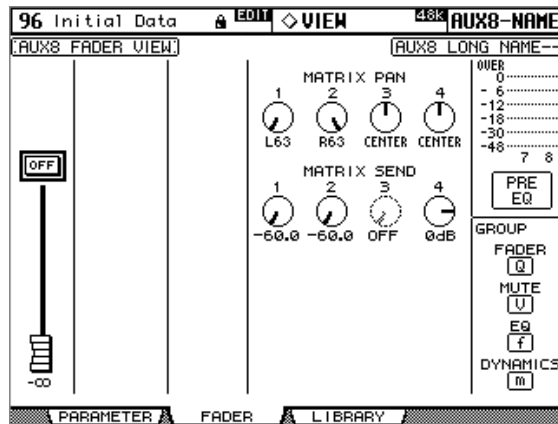 96 Initial Data EDIT ◇VIEW 48K AUX8-NAME
AUX8 FADER VIEW
AUX8 LONG NAME--
OFF
-∞
MATRIX PAN
1 2 3 4
L63 R63 CENTER CENTER
MATRIX SEND
1 2 3 4
-60.0 -60.0 OFF 0dB
OVER
0
- 6
-12
-18
-30
-48
7 8
PRE
EQ
GROUP
FADER
Q
MUTE
V
EQ
f
DYNAMICS
m
PARAMETER FADER LIBRARY